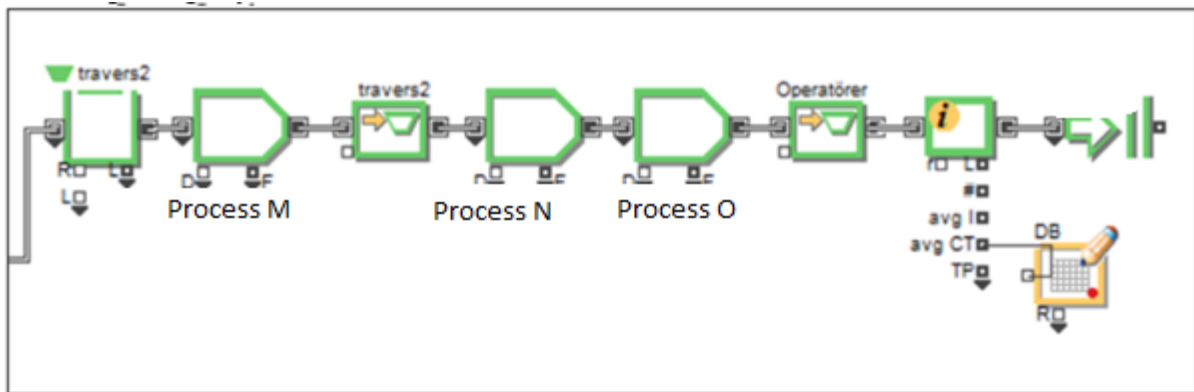 travers2
travers2
Operatörer
i
R L
L
D F
Process M
D F
Process N
D F
Process O
r L
#
avg I
avg CT
TP
DB
R